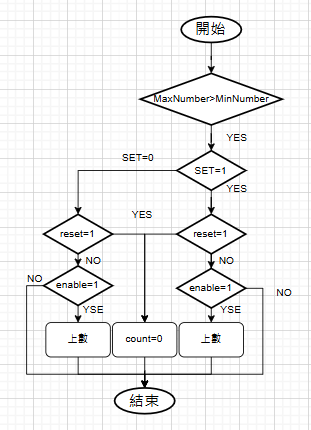 開始
MaxNumber>MinNumber
YES
SET=0
SET=1
YES
YES
reset=1
reset=1
NO
NO
NO
enable=1
enable=1
NO
YSE
YSE
上數
count=0
上數
結束